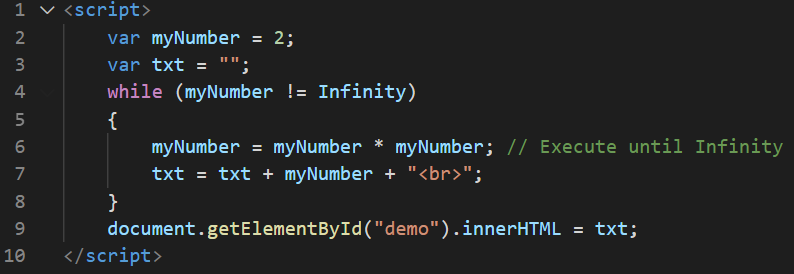 1 <script>
2 var myNumber = 2;
3 var txt = "";
4 while (myNumber != Infinity)
5 {
6 myNumber = myNumber * myNumber; // Execute until Infinity
7 txt = txt + myNumber + "<br>";
8 }
9 document.getElementById("demo").innerHTML = txt;
10 </script>